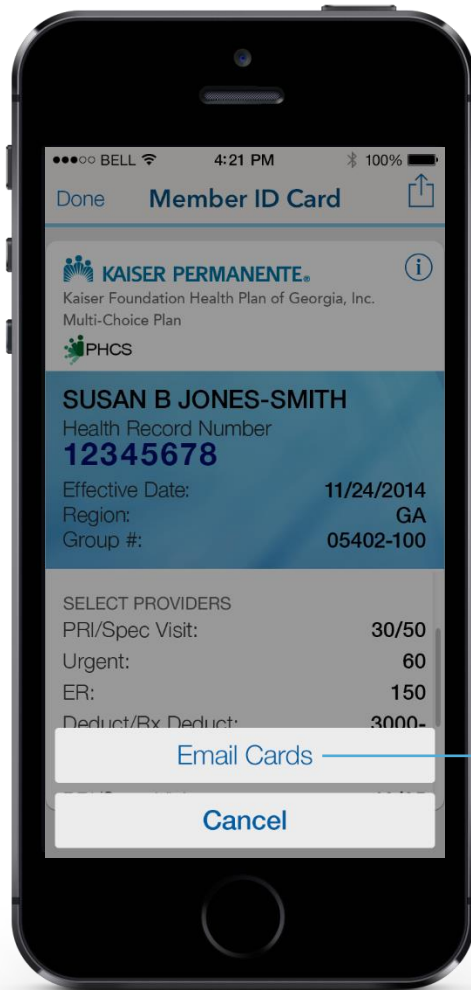 BELL 4:21 PM 100%
Done Member ID Card
KAISER PERMANENTE®
Kaiser Foundation Health Plan of Georgia, Inc.
Multi-Choice Plan
PHCS
SUSAN B JONES-SMITH
Health Record Number
12345678
Effective Date: 11/24/2014
Region: GA
Group #: 05402-100
SELECT PROVIDERS
PRI/Spec Visit: 30/50
Urgent: 60
ER: 150
Deduct/Rx Deduct: 3000-
Email Cards
Cancel